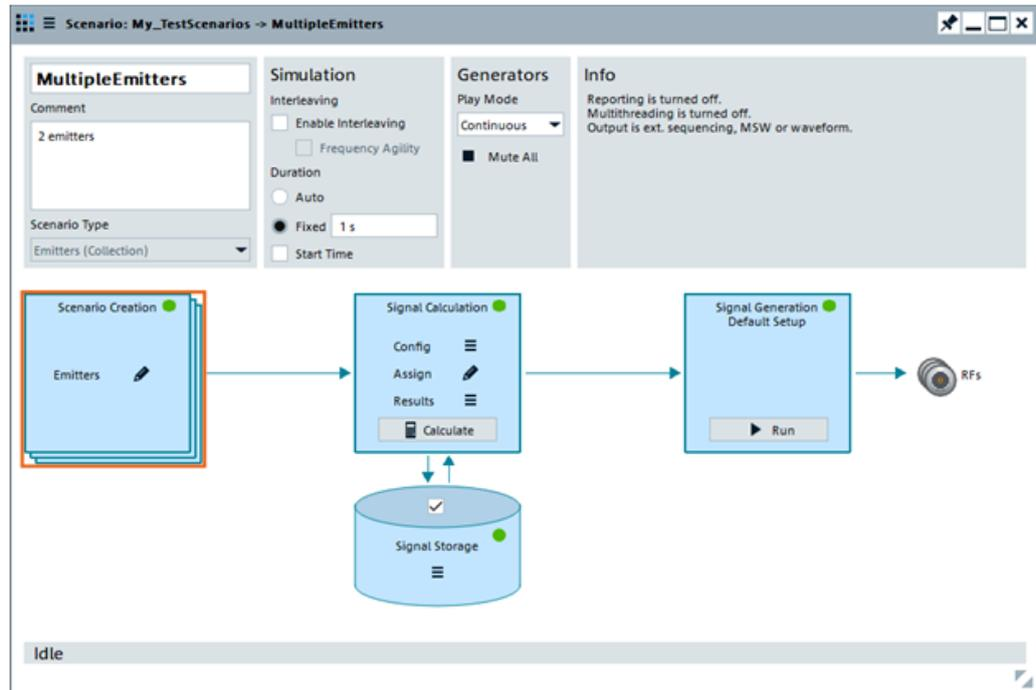 Scenario: My_TestScenarios -> MultipleEmitters
MultipleEmitters
Comment
2 emitters
Scenario Type
Emitters (Collection)
Simulation
Interleaving
Enable Interleaving
Frequency Agility
Duration
Auto
Fixed 1 s
Start Time
Generators
Play Mode
Continuous
Mute All
Info
Reporting is turned off.
Multithreading is turned off.
Output is ext. sequencing, MSW or waveform.
Scenario Creation
Emitters
Signal Calculation
Config
Assign
Results
Calculate
Signal Storage
Signal Generation
Default Setup
Run
RFs
Idle